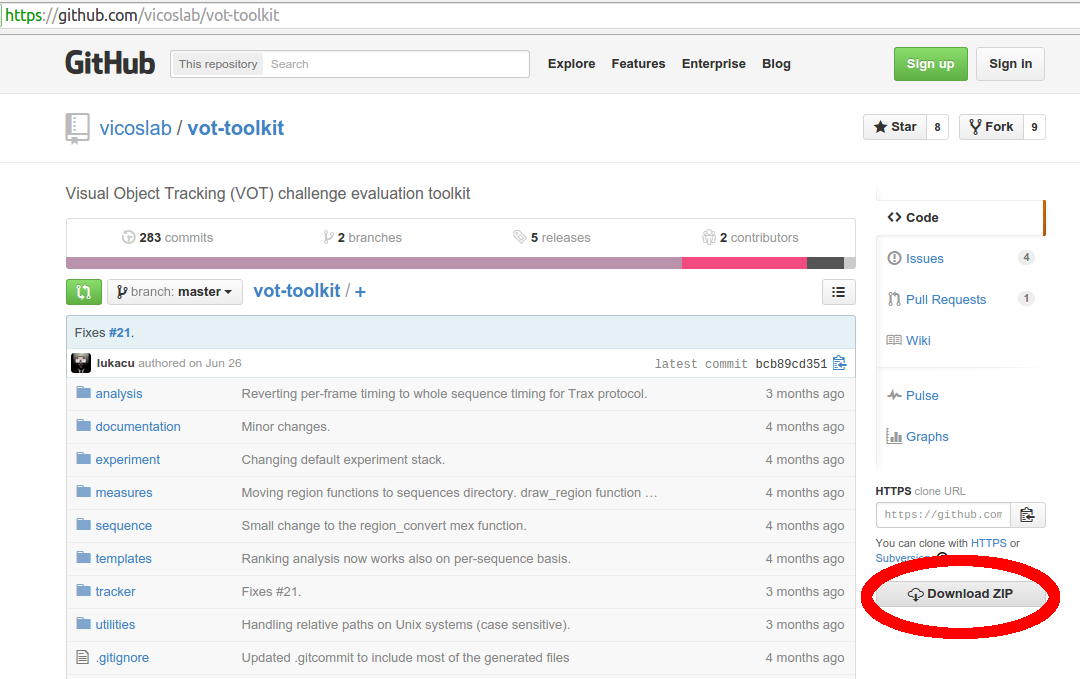 https://github.com/vicoslab/vot-toolkit
GitHub This repository Search Explore Features Enterprise Blog Sign up Sign in
vicoslab / vot-toolkit Star 8 Fork 9
Visual Object Tracking (VOT) challenge evaluation toolkit
283 commits 2 branches 5 releases 2 contributors
branch: master vot-toolkit / +
Fixes #21.
lukacu authored on Jun 26 latest commit bcb89cd351
analysis Reverting per-frame timing to whole sequence timing for Trax protocol. 3 months ago
documentation Minor changes. 4 months ago
experiment Changing default experiment stack. 4 months ago
measures Moving region functions to sequences directory. draw_region function … 4 months ago
sequence Small change to the region_convert mex function. 4 months ago
templates Ranking analysis now works also on per-sequence basis. 4 months ago
tracker Fixes #21. 3 months ago
utilities Handling relative paths on Unix systems (case sensitive). 4 months ago
.gitignore Updated .gitcommit to include most of the generated files 4 months ago
Code
Issues 4
Pull Requests 1
Wiki
Pulse
Graphs
HTTPS clone URL
https://github.com
You can clone with HTTPS or
Download ZIP